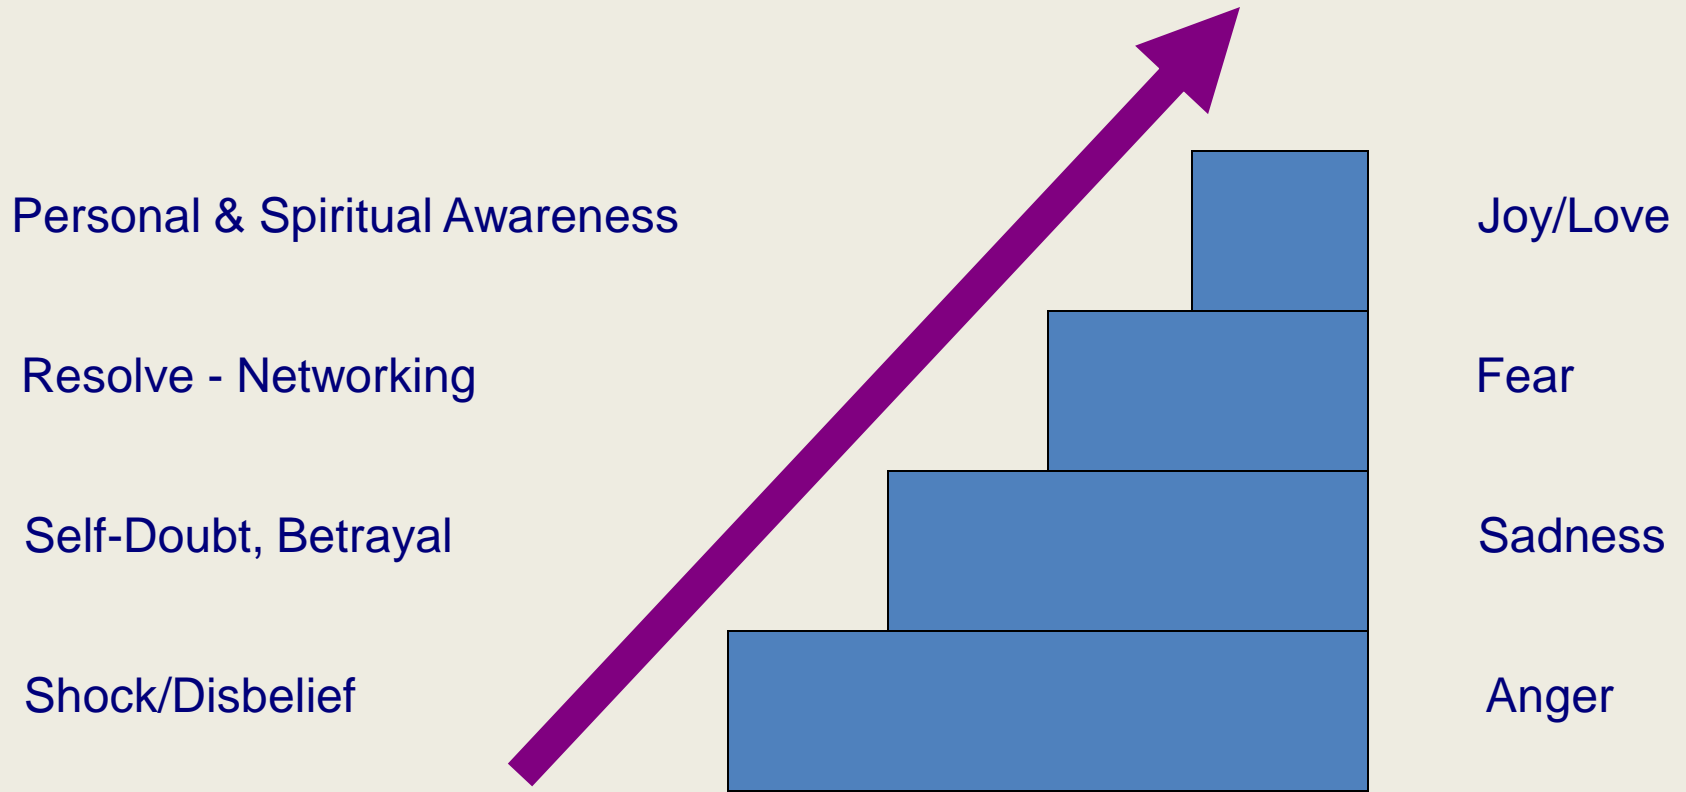 Personal & Spiritual Awareness
Joy/Love
Resolve - Networking
Fear
Self-Doubt, Betrayal
Sadness
Shock/Disbelief
Anger